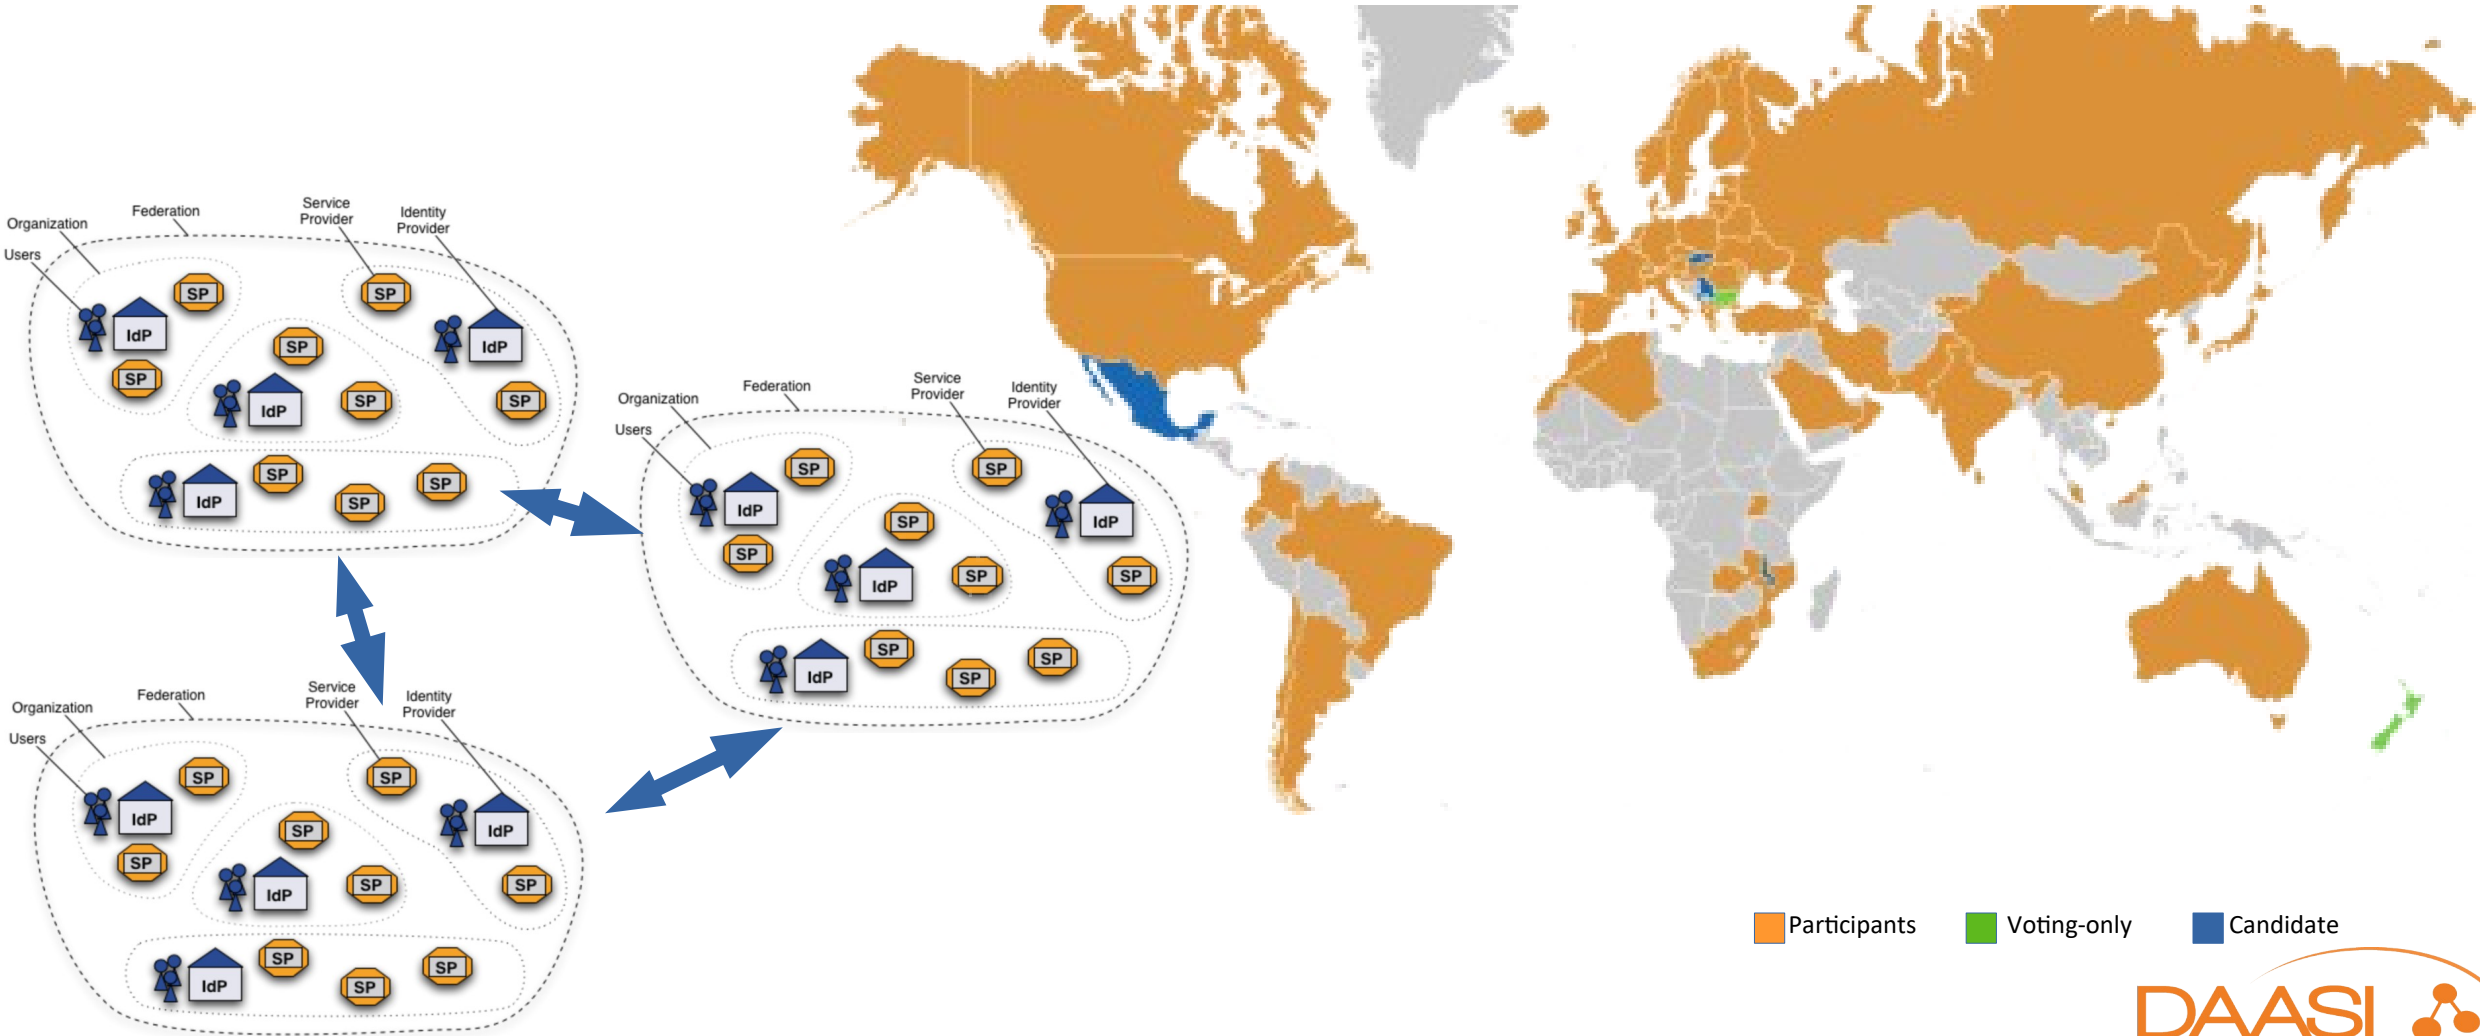 Organization
Federation
Service
Provider
Identity
Provider
Users
SP
SP
IdP
IdP
SP
SP
IdP
SP
SP
SP
IdP
SP
SP
SP
Organization
Federation
Service
Provider
Identity
Provider
Users
SP
SP
IdP
IdP
SP
SP
IdP
SP
SP
SP
IdP
SP
SP
SP
Organization
Federation
Service
Provider
Identity
Provider
Users
SP
SP
IdP
IdP
SP
SP
IdP
SP
SP
SP
IdP
SP
SP
SP
Participants
Voting-only
Candidate
DAASI